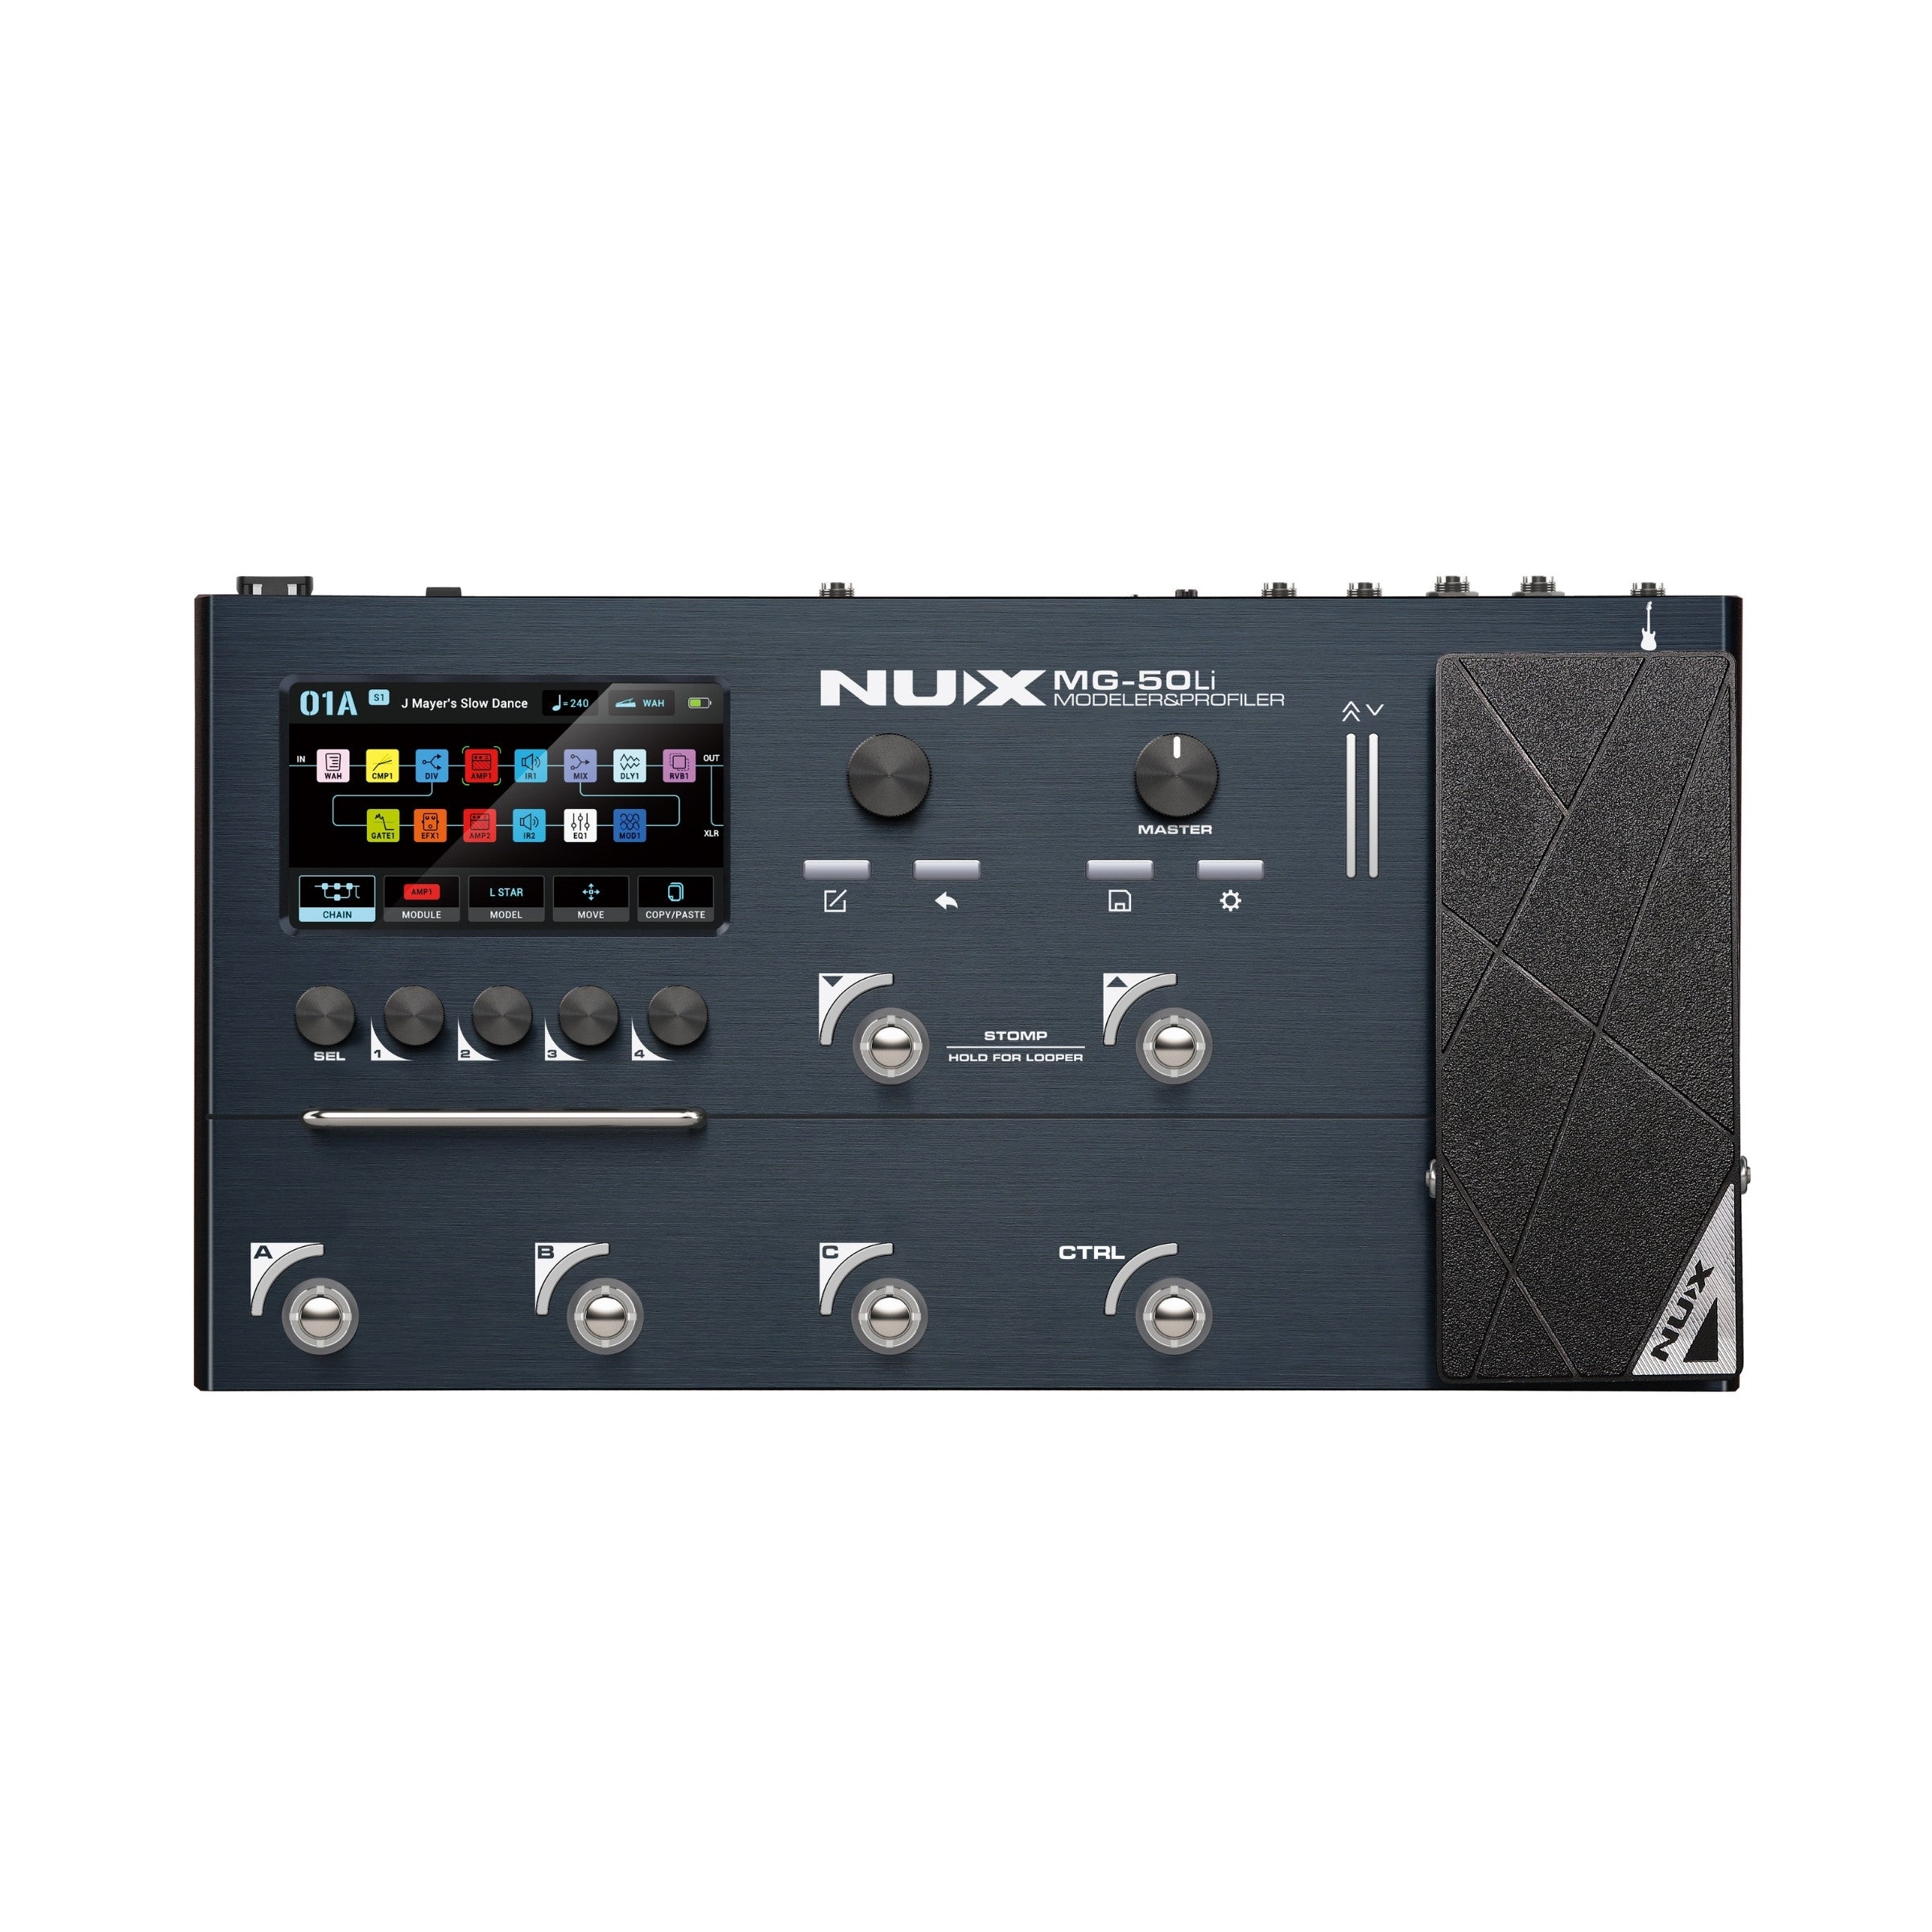 NUX MG-50Li
MODELER&PROFILER
01A S1 J Mayer's Slow Dance =240 WAH
IN WAH CMP1 DIV AMP1 IR1 MIX DLY1 RVB1 OUT
GATE1 EFX1 AMP2 IR2 EQ1 MOD1 XLR
AMP1 L STAR
CHAIN MODULE MODEL MOVE COPY/PASTE
MASTER
SEL 1 2 3 4
STOMP
HOLD FOR LOOPER
A B C CTRL
NUX